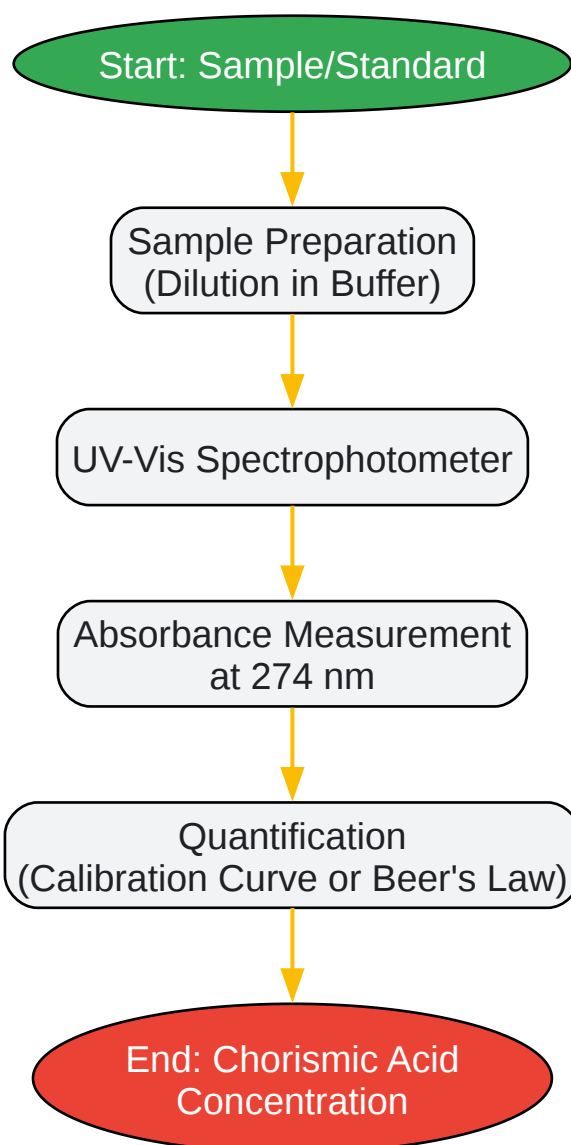 Start: Sample/Standard
Sample Preparation
(Dilution in Buffer)
UV-Vis Spectrophotometer
Absorbance Measurement
at 274 nm
Quantification
(Calibration Curve or Beer's Law)
End: Chorismic Acid
Concentration